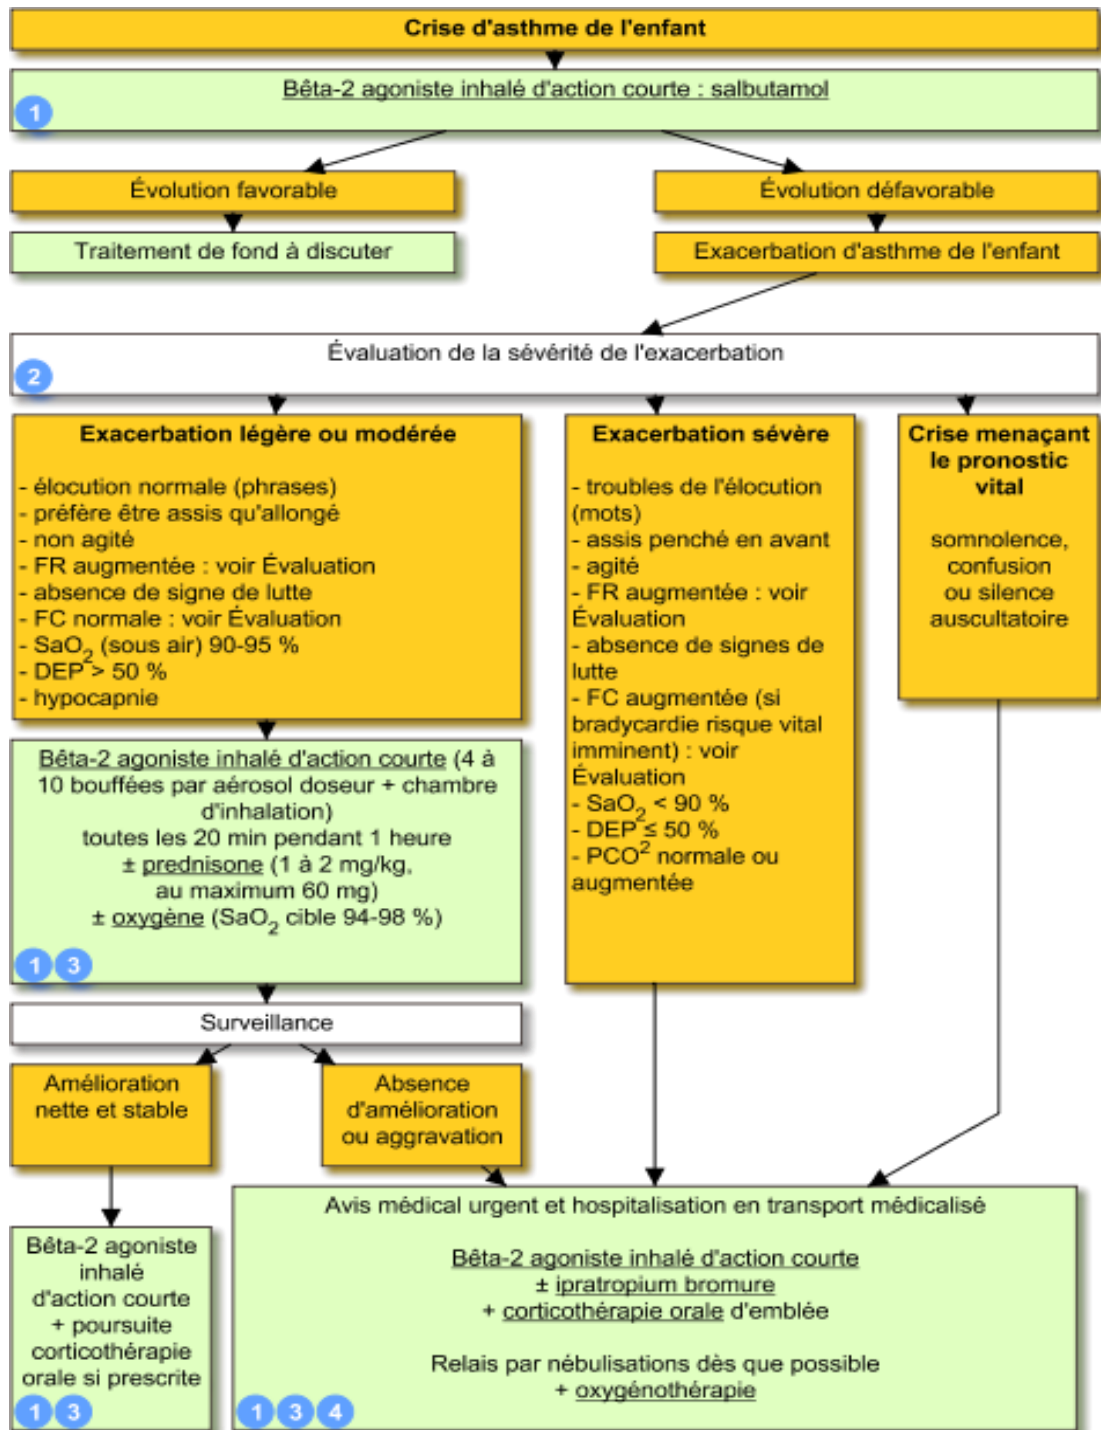 Crise d'asthme de l'enfant
Bêta-2 agoniste inhalé d'action courte : salbutamol
1
Évolution favorable
Évolution défavorable
Traitement de fond à discuter
Exacerbation d'asthme de l'enfant
Évaluation de la sévérité de l'exacerbation
2
Exacerbation légère ou modérée
- élocution normale (phrases)
- préfère être assis qu'allongé
- non agité
- FR augmentée : voir Évaluation
- absence de signe de lutte
- FC normale : voir Évaluation
- SaO2 (sous air) 90-95 %
- DEP > 50 %
- hypocapnie
Exacerbation sévère
- troubles de l'élocution
(mots)
- assis penché en avant
- agité
- FR augmentée : voir
Évaluation
- absence de signes de
lutte
- FC augmentée (si
bradycardie risque vital
imminent) : voir
Évaluation
- SaO2 < 90 %
- DEP ≤ 50 %
- PCO2 normale ou
augmentée
Crise menaçant
le pronostic
vital
somnolence,
confusion
ou silence
auscultatoire
Bêta-2 agoniste inhalé d'action courte (4 à
10 bouffées par aérosol doseur + chambre
d'inhalation)
toutes les 20 min pendant 1 heure
± prednisone (1 à 2 mg/kg,
au maximum 60 mg)
± oxygène (SaO2 cible 94-98 %)
1 3
Surveillance
Amélioration
nette et stable
Absence
d'amélioration
ou aggravation
Bêta-2 agoniste
inhalé
d'action courte
+ poursuite
corticothérapie
orale si prescrite
1 3
Avis médical urgent et hospitalisation en transport médicalisé
Bêta-2 agoniste inhalé d'action courte
± ipratropium bromure
+ corticothérapie orale d'emblée
Relais par nébulisations dès que possible
+ oxygénothérapie
1 3 4